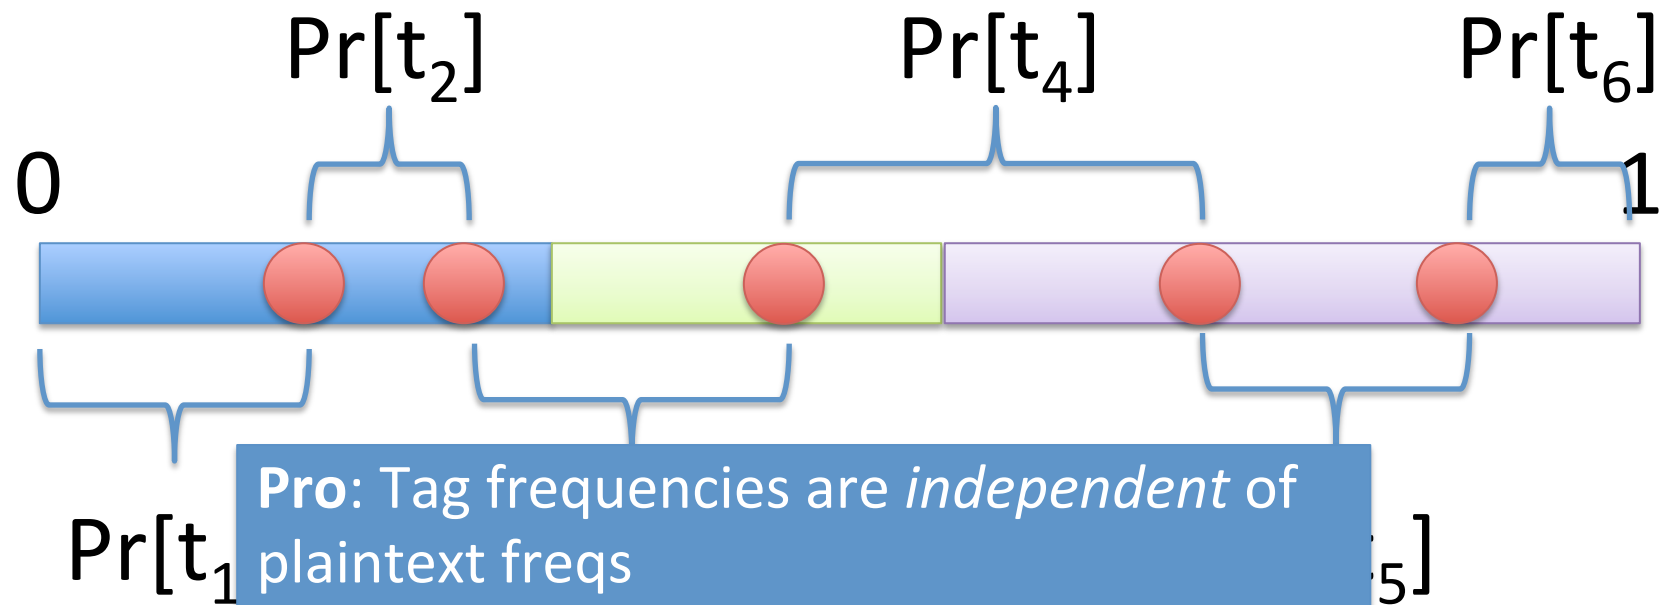 Pr[t2]
Pr[t4]
Pr[t6]
0
1
Pro: Tag frequencies are independent of
plaintext freqs
Pr[t1
5]